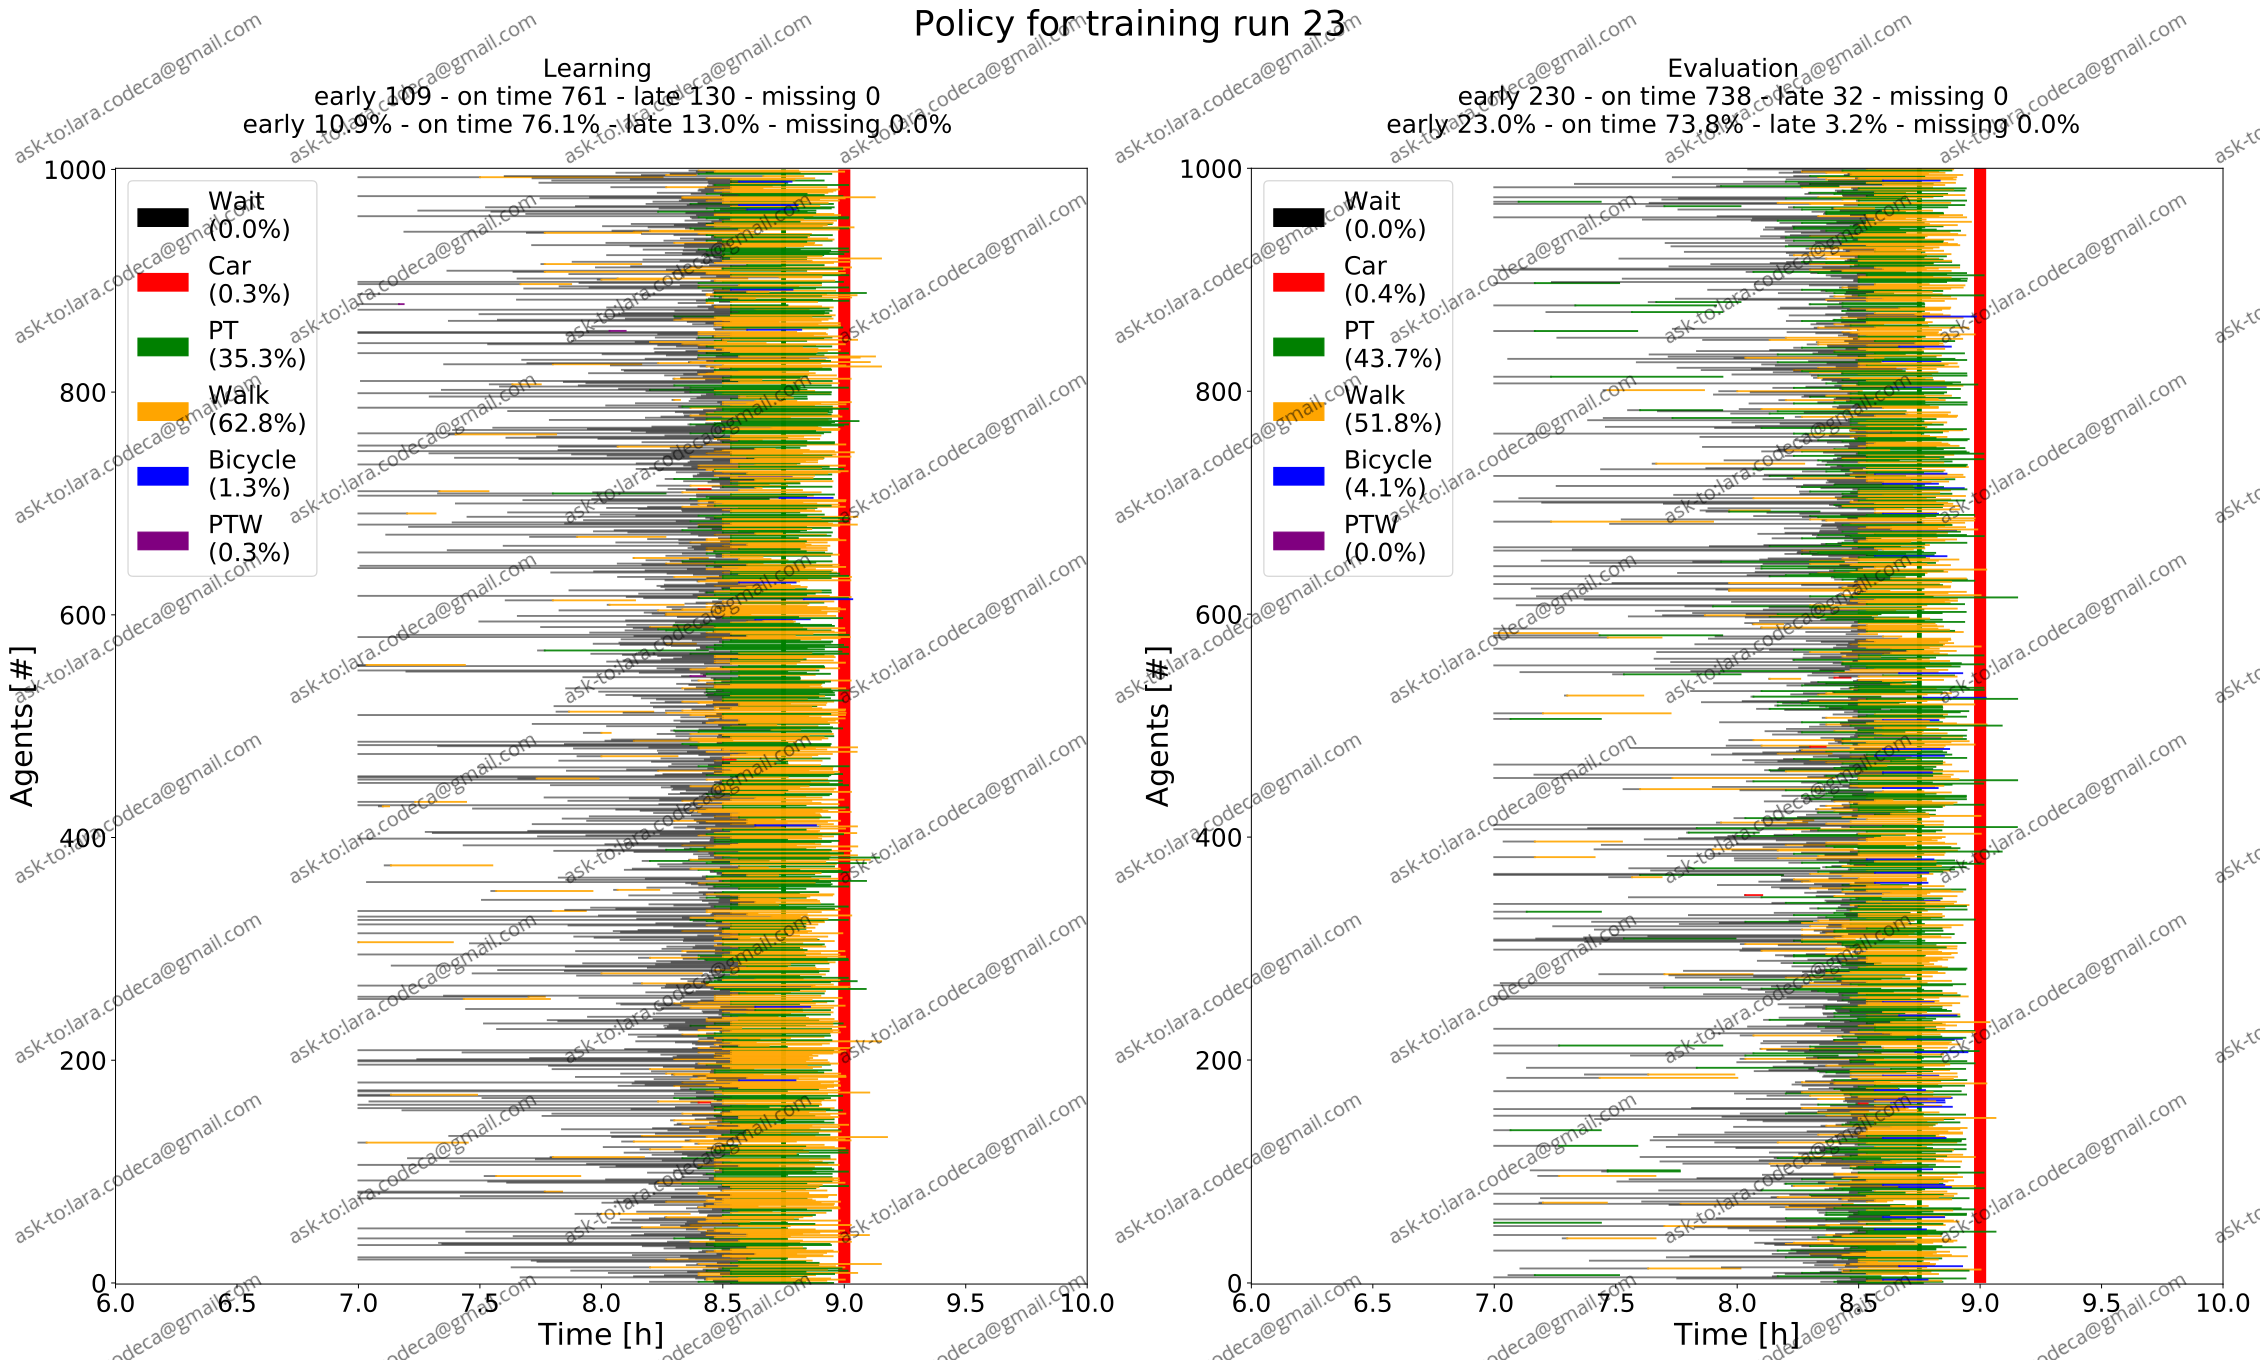 Policy for training run 23
Learning
early 109 - on time 761 - late 130 - missing 0
early 10.9% - on time 76.1% - late 13.0% - missing 0.0%
Agents [#]
1000
800
600
400
200
0
Wait
(0.0%)
Car
(0.3%)
PT
(35.3%)
Walk
(62.8%)
Bicycle
(1.3%)
PTW
(0.3%)
6.0 6.5 7.0 7.5 8.0 8.5 9.0 9.5 10.0
Time [h]
Evaluation
early 230 - on time 738 - late 32 - missing 0
early 23.0% - on time 73.8% - late 3.2% - missing 0.0%
Agents [#]
1000
800
600
400
200
0
Wait
(0.0%)
Car
(0.4%)
PT
(43.7%)
Walk
(51.8%)
Bicycle
(4.1%)
PTW
(0.0%)
6.0 6.5 7.0 7.5 8.0 8.5 9.0 9.5 10.0
Time [h]
ask-to:lara.codeca@gmail.com